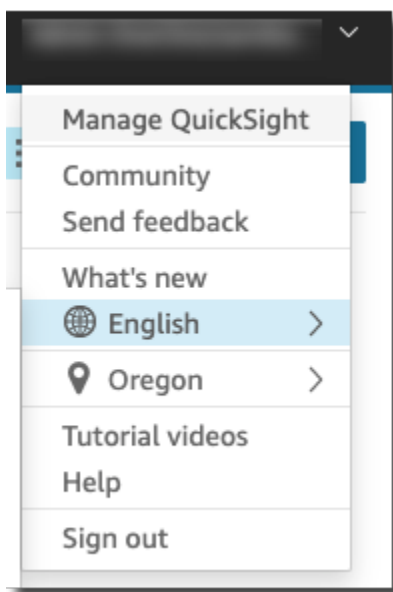 Manage QuickSight
Community
Send feedback
What's new
English
Oregon
Tutorial videos
Help
Sign out